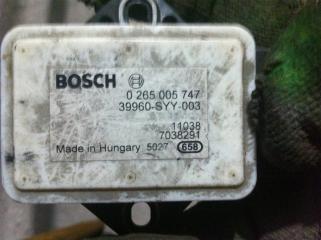 BOSCH
0 265 005 747
39960-SYY-003
11038
7038291
Made in Hungary 5027 658